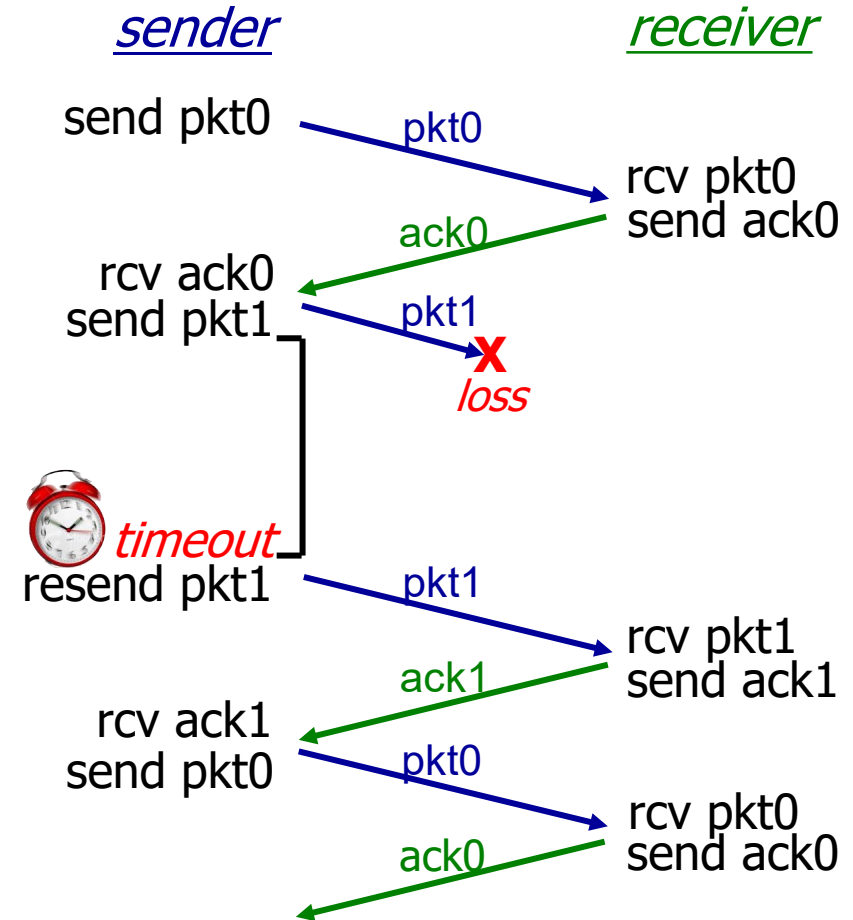 sender
receiver
send pkt0
pkt0
rcv pkt0
send ack0
ack0
rcv ack0
send pkt1
pkt1
X
loss
timeout
resend pkt1
pkt1
rcv pkt1
send ack1
ack1
rcv ack1
send pkt0
pkt0
rcv pkt0
send ack0
ack0